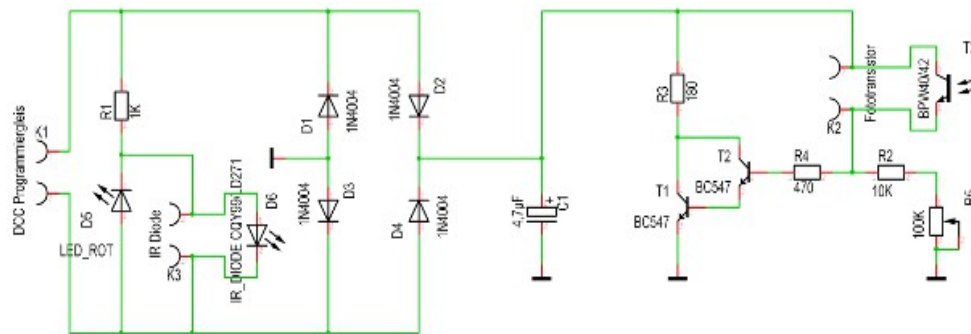 DCC Programmiergleis
K1
R1
1K
D5
LED_ROT
IR Diode
K3
IR_DIODE CQY99\_D271
D6
D1
1N4004
1N4004
D3
D2
1N4004
D4
1N4004
4,7uF
+
C1
R3
180
T2
BC547
T1
BC547
R4
470
R2
10K
K2
Fototransistor
BPW40/42
100K